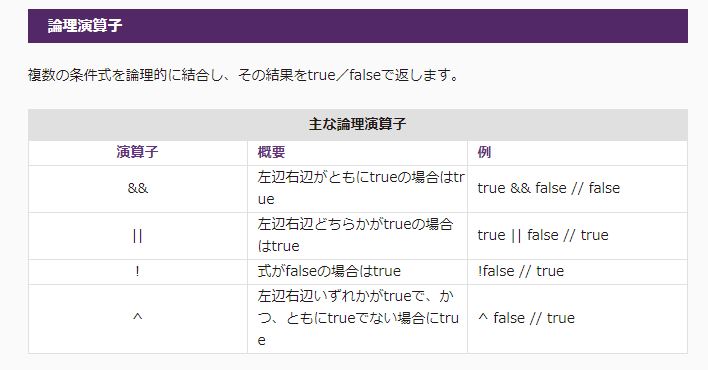 論理演算子
複数の条件式を論理的に結合し、その結果をtrue／falseで返します。
主な論理演算子
演算子 概要 例
&& 左辺右辺がともにtrueの場合はtr
ue true && false // false
|| 左辺右辺どちらかがtrueの場合
はtrue true || false // true
! 式がfalseの場合はtrue !false // true
^ 左辺右辺いずれかがtrueで、か
つ、ともにtrueでない場合にtru
e ^ false // true